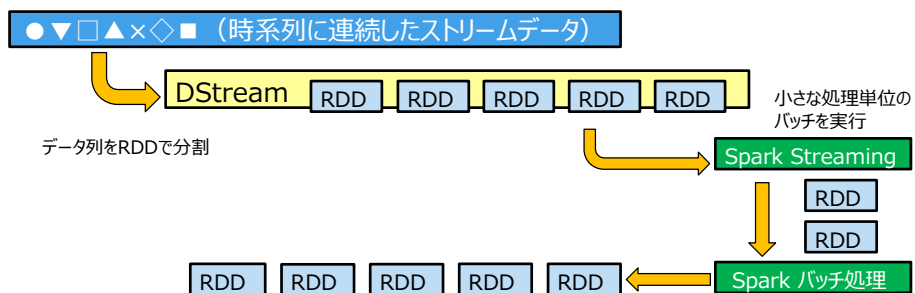 ●▼□▲×◇■（時系列に連続したストリームデータ）
DStream RDD RDD RDD RDD RDD
小さな処理単位の
バッチを実行
データ列をRDDで分割
Spark Streaming
RDD
RDD
RDD RDD RDD RDD RDD
Spark バッチ処理